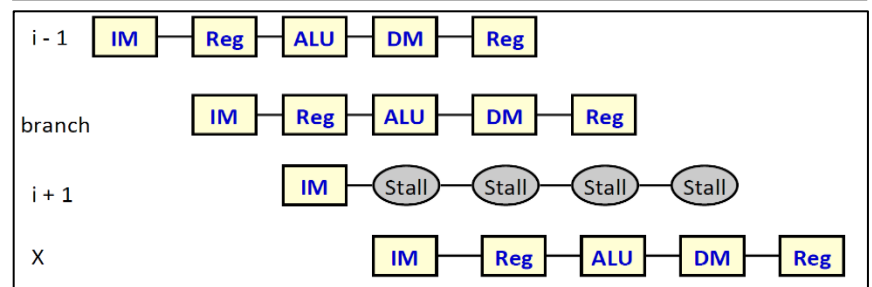 i - 1 IM Reg ALU DM Reg
branch IM Reg ALU DM Reg
i + 1 IM Stall Stall Stall Stall
X IM Reg ALU DM Reg